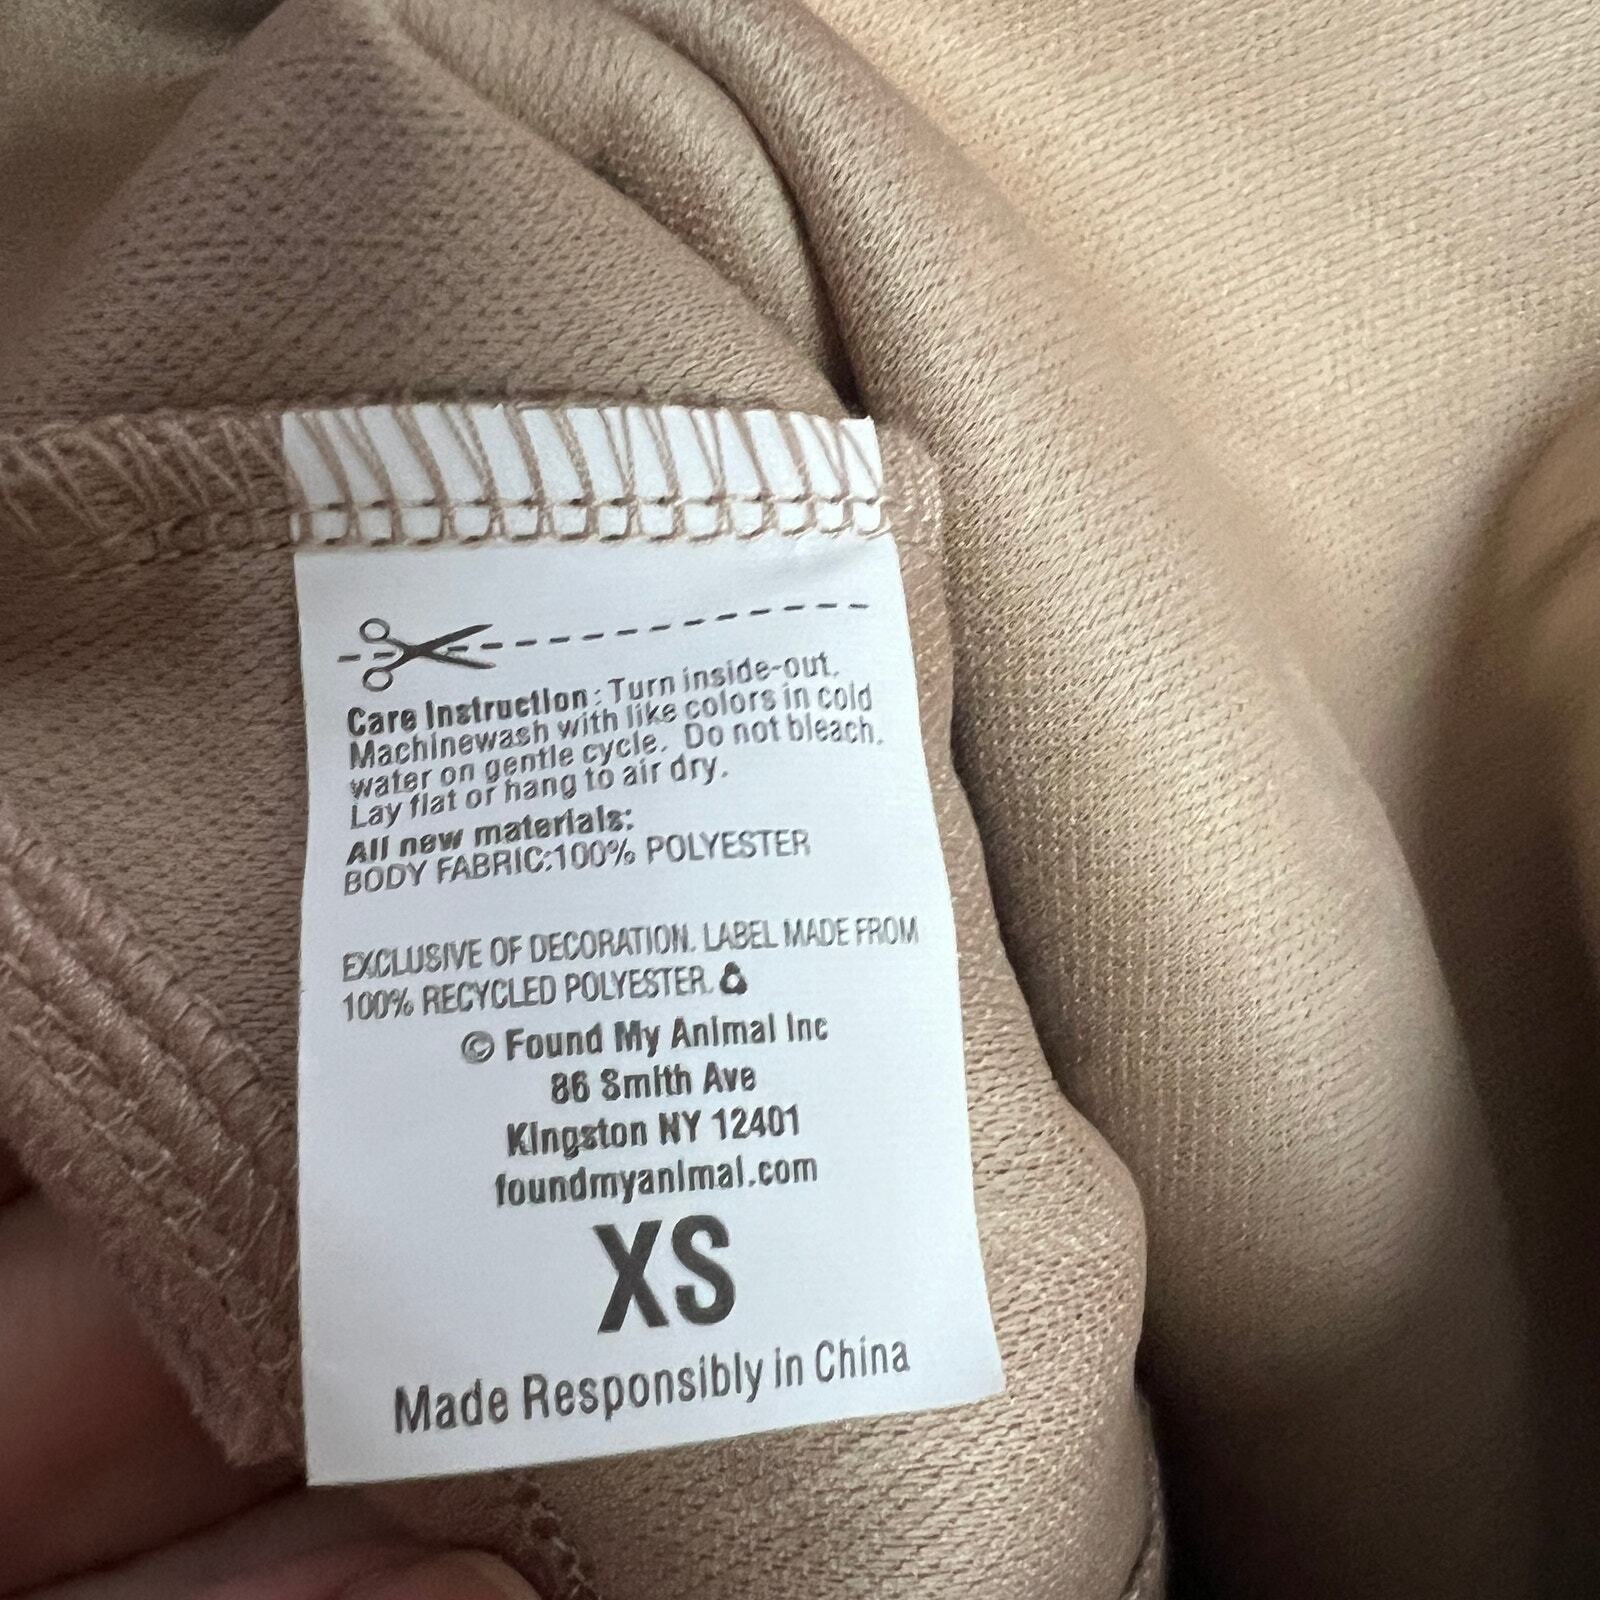 Care Instruction: Turn inside-out.
Machinewash with like colors in cold
water on gentle cycle. Do not bleach.
Lay flat or hang to air dry.
All new materials:
BODY FABRIC:100% POLYESTER
EXCLUSIVE OF DECORATION. LABEL MADE FROM
100% RECYCLED POLYESTER.
© Found My Animal Inc
86 Smith Ave
Kingston NY 12401
foundmyanimal.com
XS
Made Responsibly in China